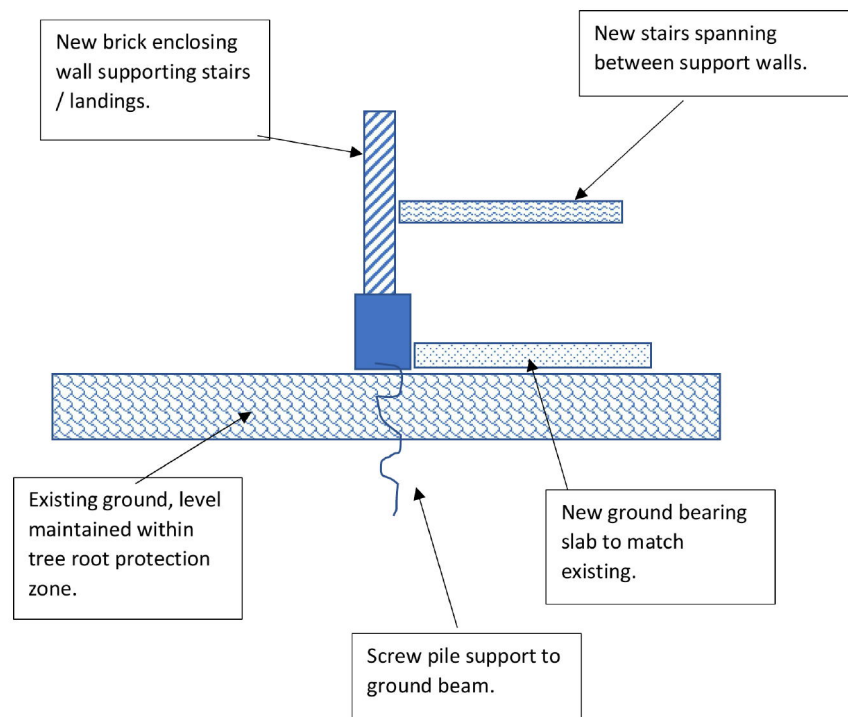 New brick enclosing
wall supporting stairs
/ landings.
New stairs spanning
between support walls.
Existing ground, level
maintained within
tree root protection
zone.
New ground bearing
slab to match
existing.
Screw pile support to
ground beam.